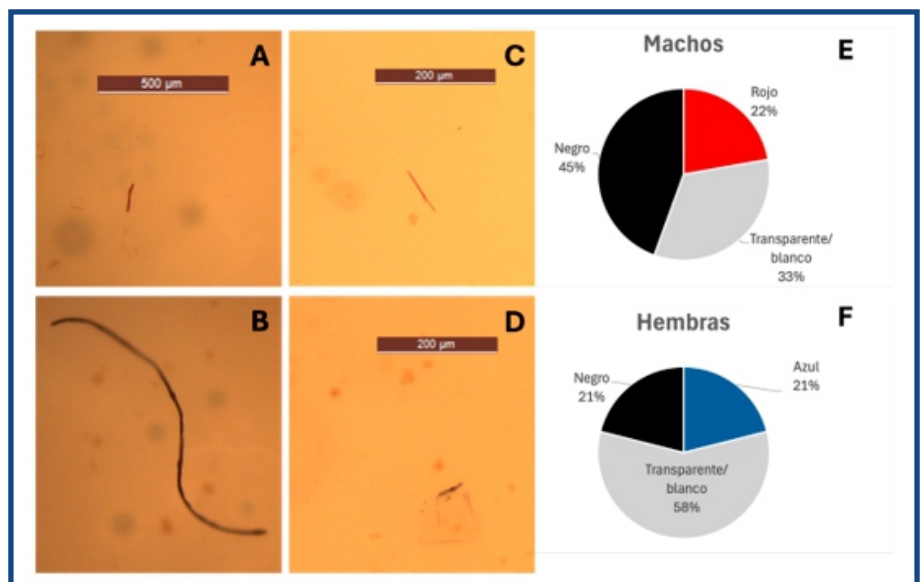 A
500 µm
C
200 µm
Machos
E
Rojo
22%
Negro
45%
Transparente/
blanco
33%
B
D
200 µm
Hembras
F
Azul
21%
Negro
21%
Transparente/
blanco
58%